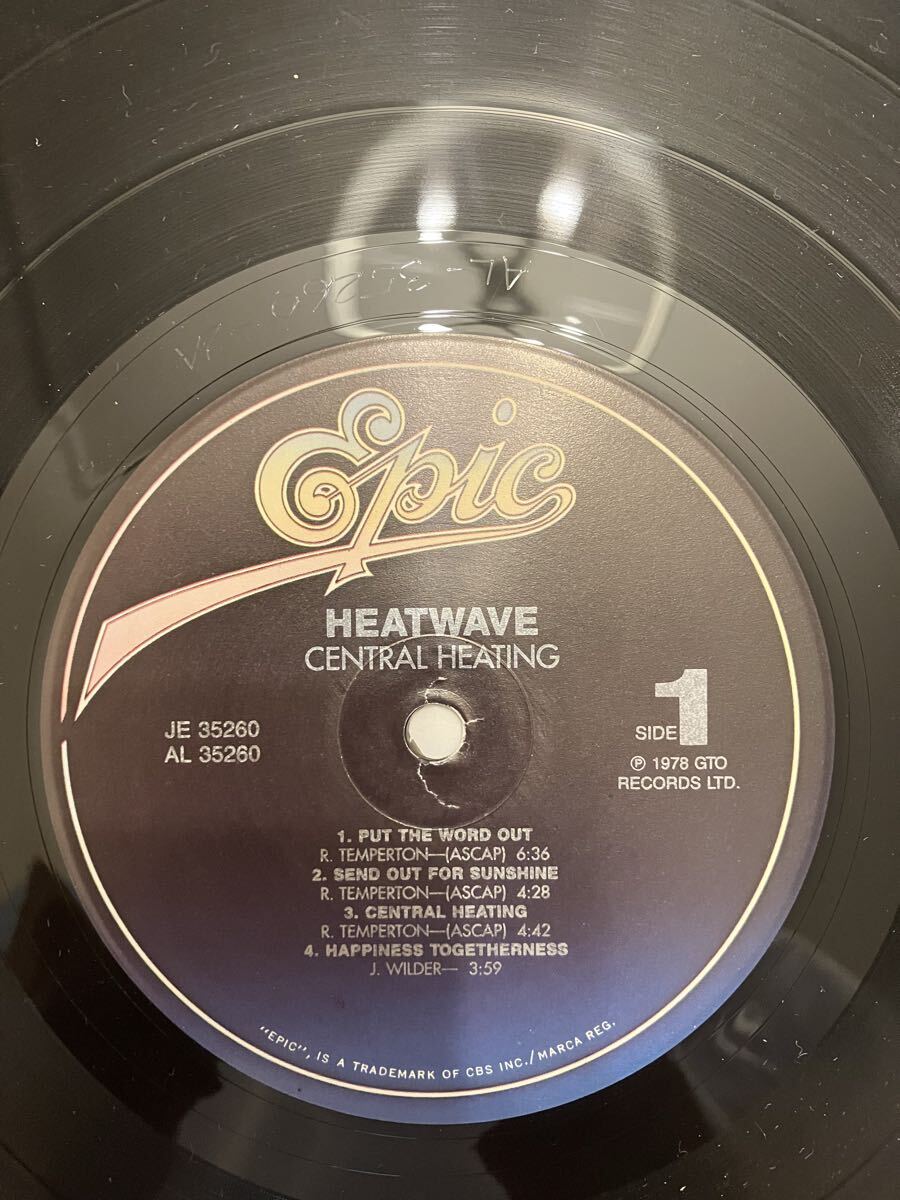 AL-35260
Epic
HEATWAVE
CENTRAL HEATING
JE 35260
AL 35260
SIDE 1
℗ 1978 GTO
RECORDS LTD.
1. PUT THE WORD OUT
R. TEMPERTON—(ASCAP) 6:36
2. SEND OUT FOR SUNSHINE
R. TEMPERTON—(ASCAP) 4:28
3. CENTRAL HEATING
R. TEMPERTON—(ASCAP) 4:42
4. HAPPINESS TOGETHERNESS
J. WILDER— 3:59
"EPIC", IS A TRADEMARK OF CBS INC./MARCA REG.